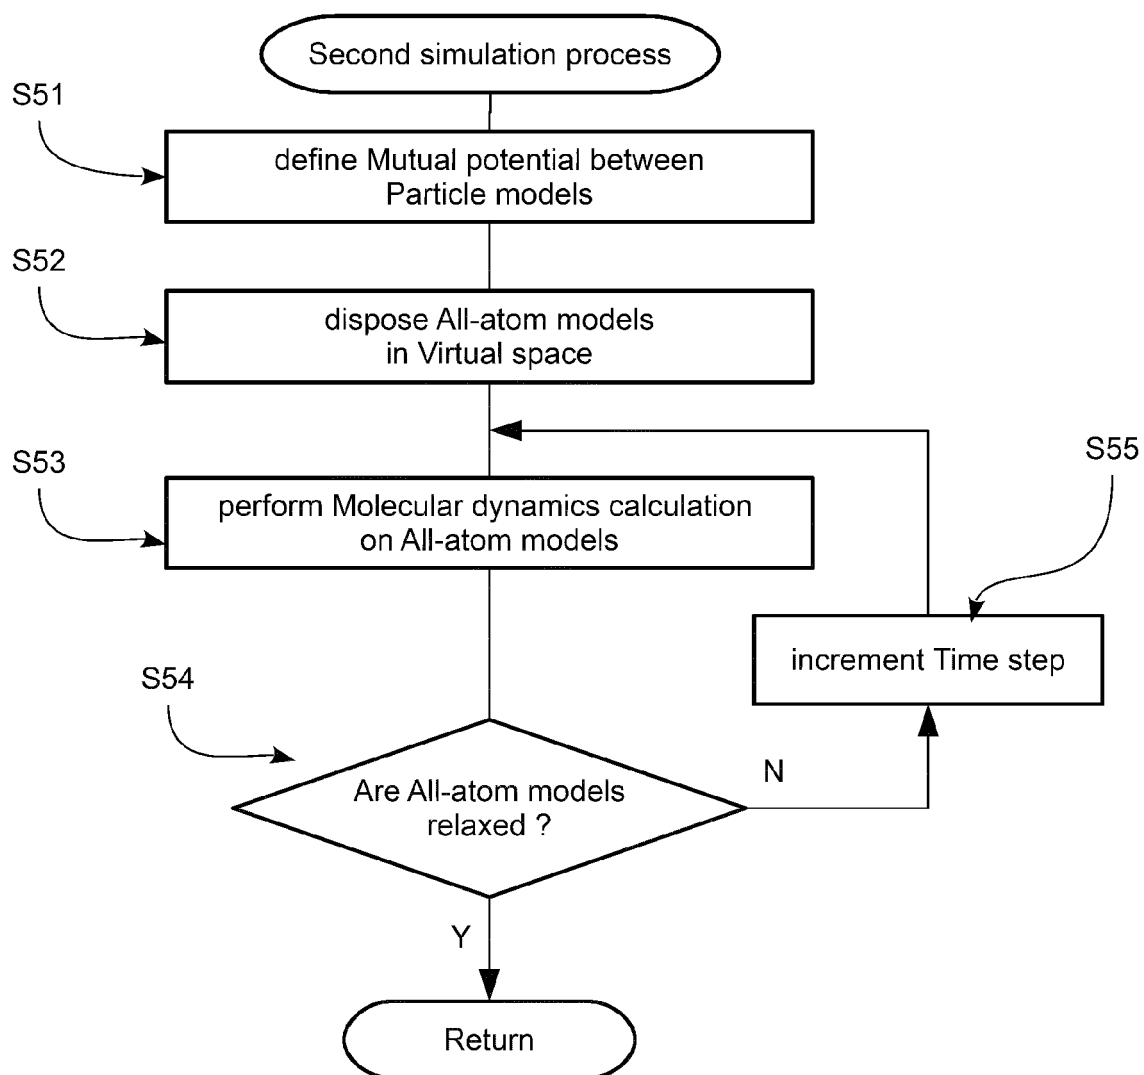 Second simulation process
S51
define Mutual potential between
Particle models
S52
dispose All-atom models
in Virtual space
S53
perform Molecular dynamics calculation
on All-atom models
S55
increment Time step
S54
Are All-atom models
relaxed ?
N
Y
Return